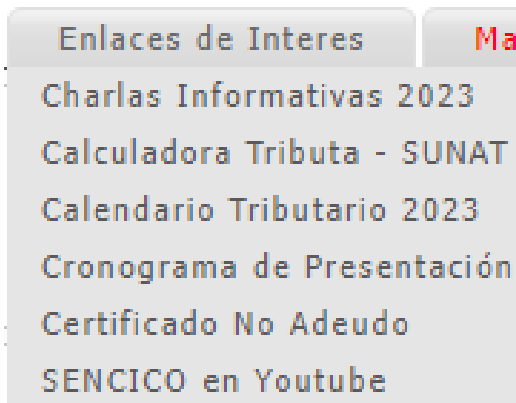 Enlaces de Interes
Charlas Informativas 2023
Calculadora Tributa - SUNAT
Calendario Tributario 2023
Cronograma de Presentación
Certificado No Adeudo
SENCICO en Youtube